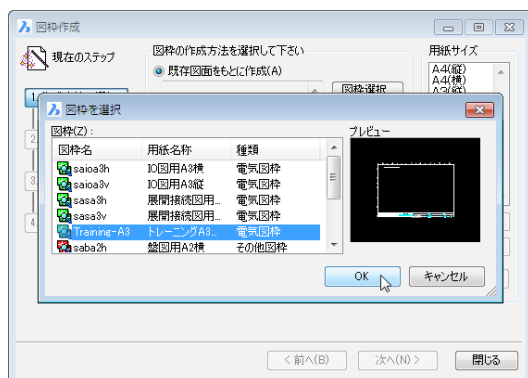 図枠作成
現在のステップ
図枠の作成方法を選択して下さい
既存図面をもとに作成(A)
図枠選択
用紙サイズ
A4(縦)
A4(横)
A3(縦)
1.
2.
3.
4.
図枠を選択
図枠(Z):
プレビュー
図枠名 用紙名称 種類
saioa3h IO図用A3横 電気図枠
saioa3v IO図用A3縦 電気図枠
sasa3h 展開接続図用... 電気図枠
sasa3v 展開接続図用... 電気図枠
Training-A3 トレーニングA3... 電気図枠
saba2h 盤図用A2横 その他図枠
OK キャンセル
< 前へ(B) 次へ(N) > 閉じる